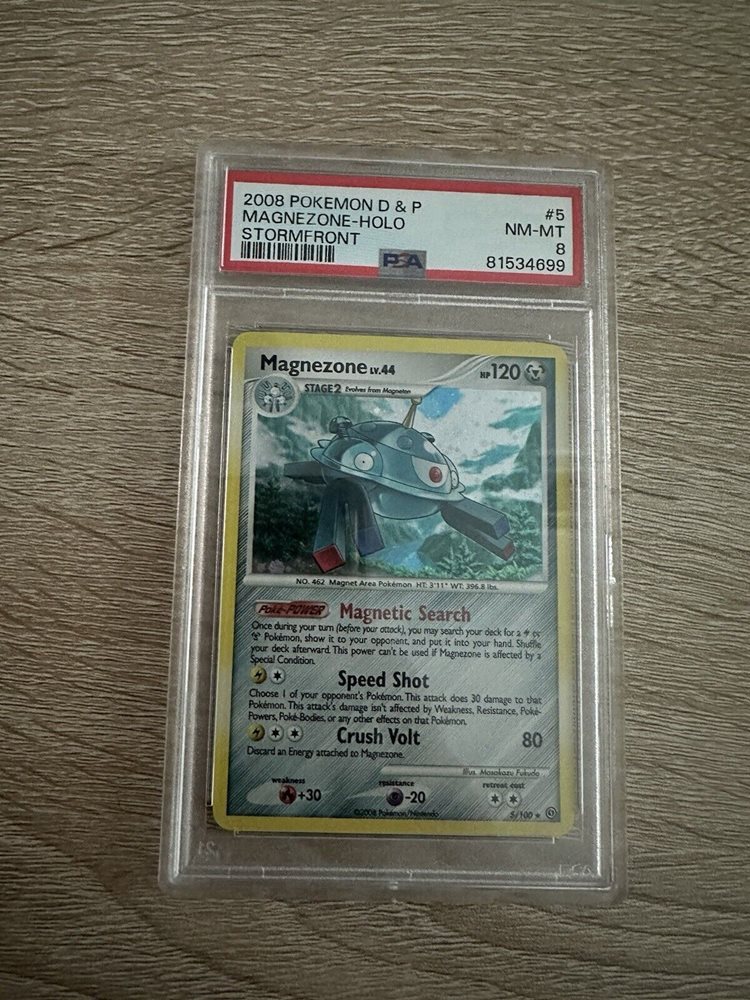 2008 POKEMON D & P #5
MAGNEZONE-HOLO NM-MT
STORMFRONT 8
PSA 81534699
Magnezone LV.44 HP 120
STAGE2 Evolves from Magneton
NO. 462 Magnet Area Pokémon HT: 3'11" WT: 396.8 lbs.
Poké-POWER Magnetic Search
Once during your turn (before your attack), you may search your deck for a or
Pokémon, show it to your opponent, and put it into your hand. Shuffle
your deck afterward. This power can't be used if Magnezone is affected by a
Special Condition.
Speed Shot
Choose 1 of your opponent's Pokémon. This attack does 30 damage to that
Pokémon. This attack's damage isn't affected by Weakness, Resistance, Poké-
Powers, Poké-Bodies, or any other effects on that Pokémon.
Crush Volt 80
Discard an Energy attached to Magnezone.
Illus. Masakazu Fukuda
weakness resistance retreat cost
+30 -20
©2008 Pokémon/Nintendo 5/100 ★